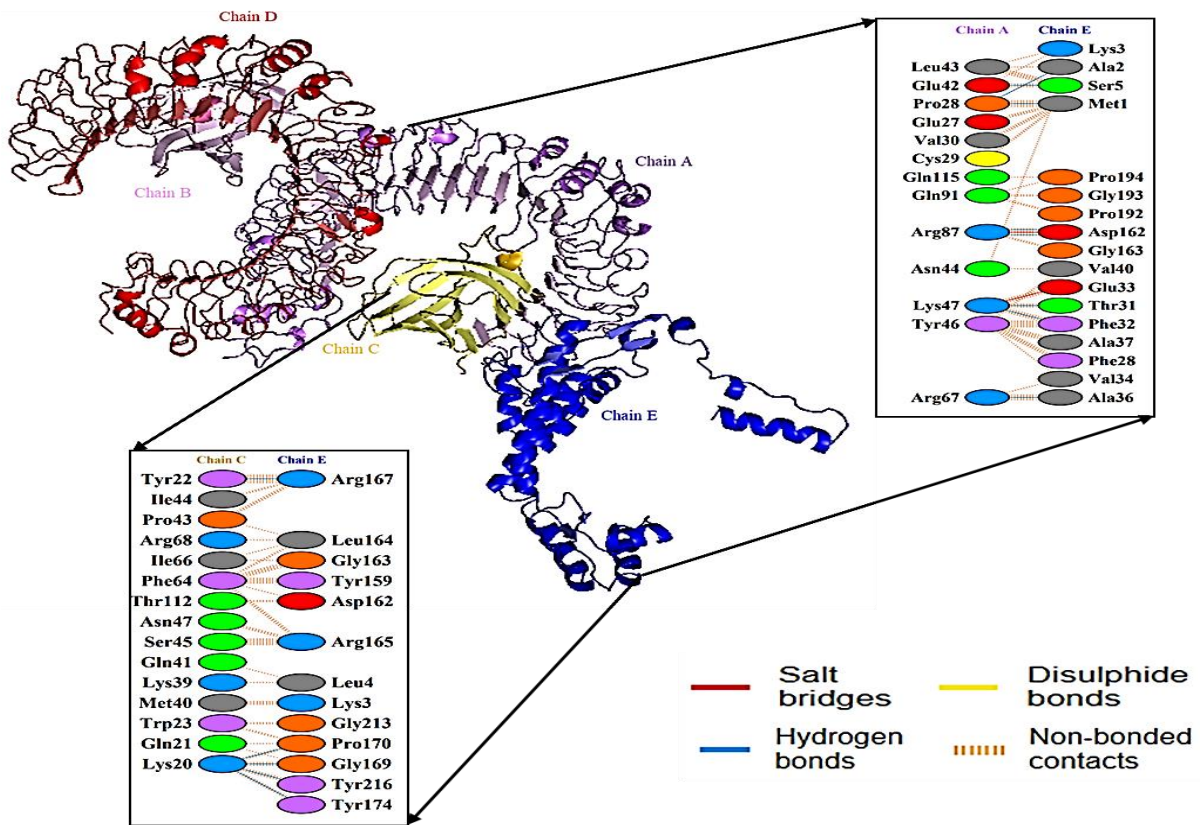 Chain D
Chain B
Chain A
Chain C
Chain E
Chain A Chain E
Lys3
Leu43 Ala2
Glu42 Ser5
Pro28 Met1
Glu27
Val30
Cys29
Gln115 Pro194
Gln91 Gly193
Pro192
Arg87 Asp162
Gly163
Asn44 Val40
Glu33
Lys47 Thr31
Tyr46 Phe32
Ala37
Phe28
Val34
Arg67 Ala36
Chain C Chain E
Tyr22 Arg167
Ile44
Pro43
Arg68 Leu164
Ile66 Gly163
Phe64 Tyr159
Thr112 Asp162
Asn47
Ser45 Arg165
Gln41
Lys39 Leu4
Met40 Lys3
Trp23 Gly213
Gln21 Pro170
Lys20 Gly169
Tyr216
Tyr174
Salt
bridges
Disulphide
bonds
Hydrogen
bonds
Non-bonded
contacts